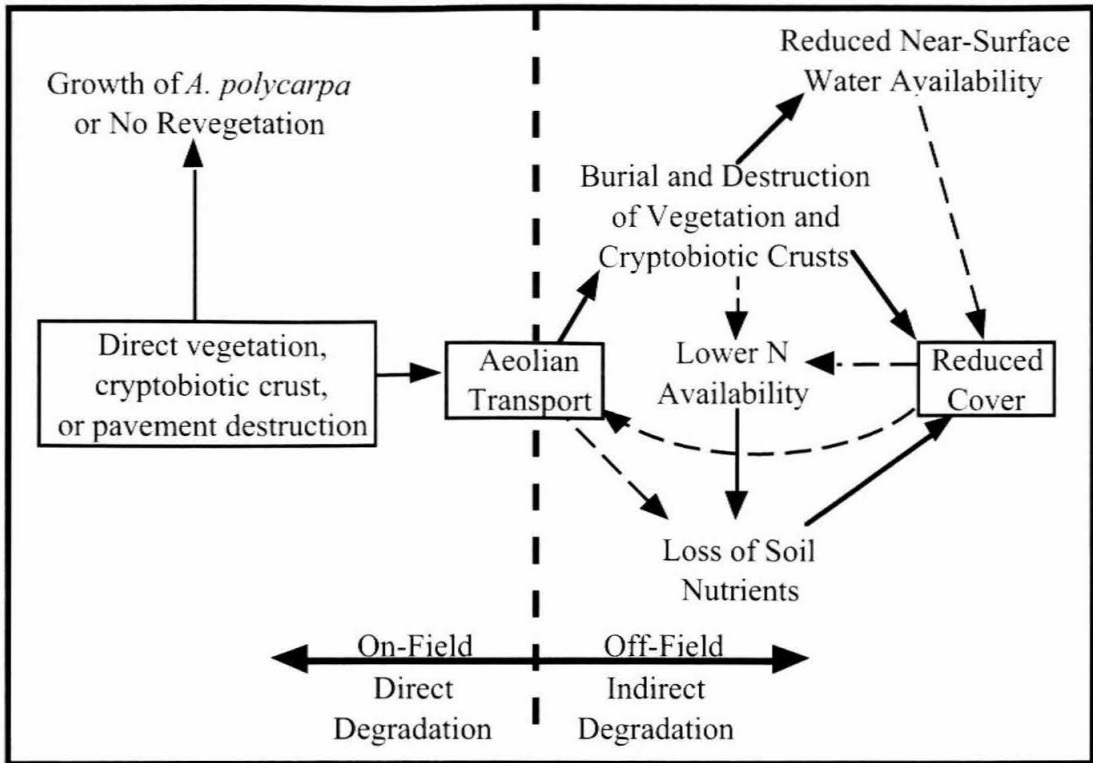 Growth of A. polycarpa
or No Revegetation
Reduced Near-Surface
Water Availability
Burial and Destruction
of Vegetation and
Cryptobiotic Crusts
Direct vegetation,
cryptobiotic crust,
or pavement destruction
Aeolian
Transport
Lower N
Availability
Reduced
Cover
Loss of Soil
Nutrients
On-Field
Direct
Degradation
Off-Field
Indirect
Degradation